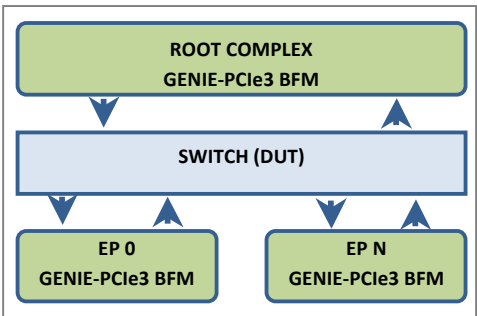 ROOT COMPLEX
GENIE-PCIe3 BFM
SWITCH (DUT)
EP 0
GENIE-PCIe3 BFM
EP N
GENIE-PCIe3 BFM